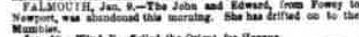 FALMOUTH, Jan. 9.—The John and Edward, from Fowey to
Newport, was abandoned this morning. She has drifted on to the
Mumbles.